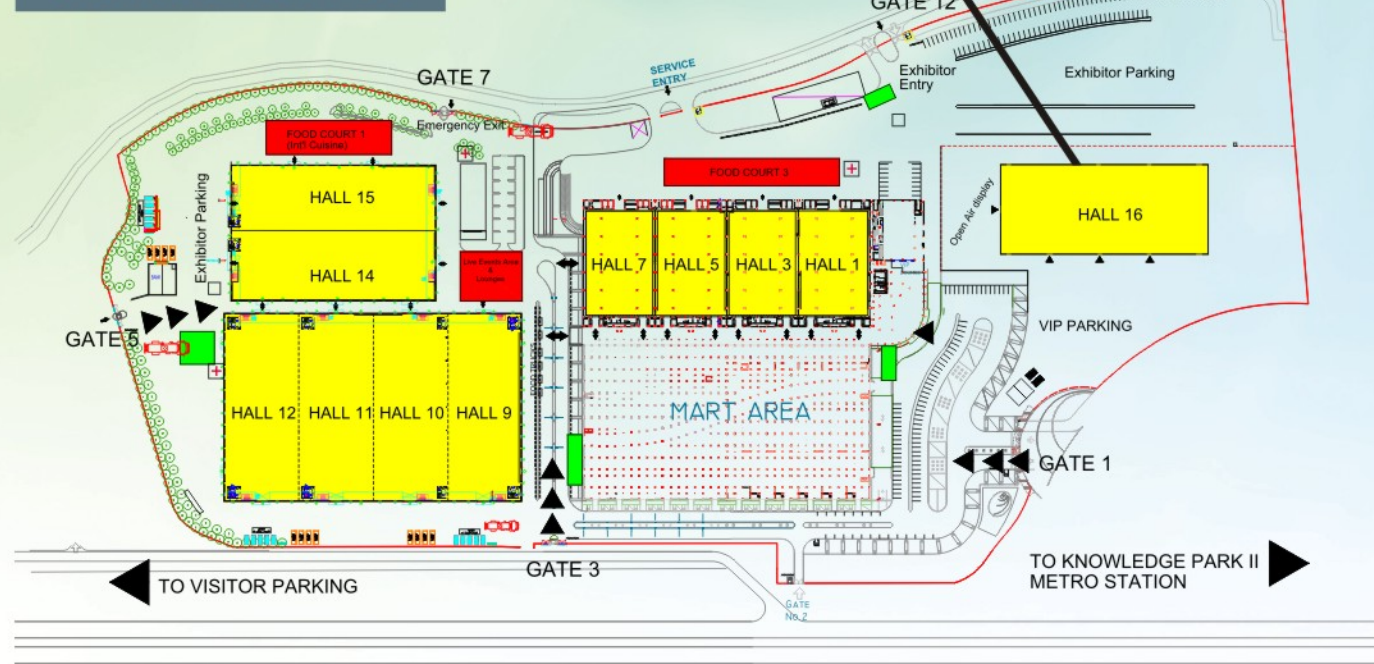 GATE 12
GATE 7
SERVICE
ENTRY
Exhibitor
Entry
Exhibitor Parking
Emergency Exit
FOOD COURT 1
(Int'l Cuisine)
FOOD COURT 3
HALL 15
Exhibitor Parking
Open Air display
HALL 16
HALL 14
Live Events Area
&
Lounges
HALL 7
HALL 5
HALL 3
HALL 1
GATE 5
VIP PARKING
HALL 12
HALL 11
HALL 10
HALL 9
MART AREA
GATE 1
GATE 3
TO VISITOR PARKING
TO KNOWLEDGE PARK II
METRO STATION
GATE
No.2